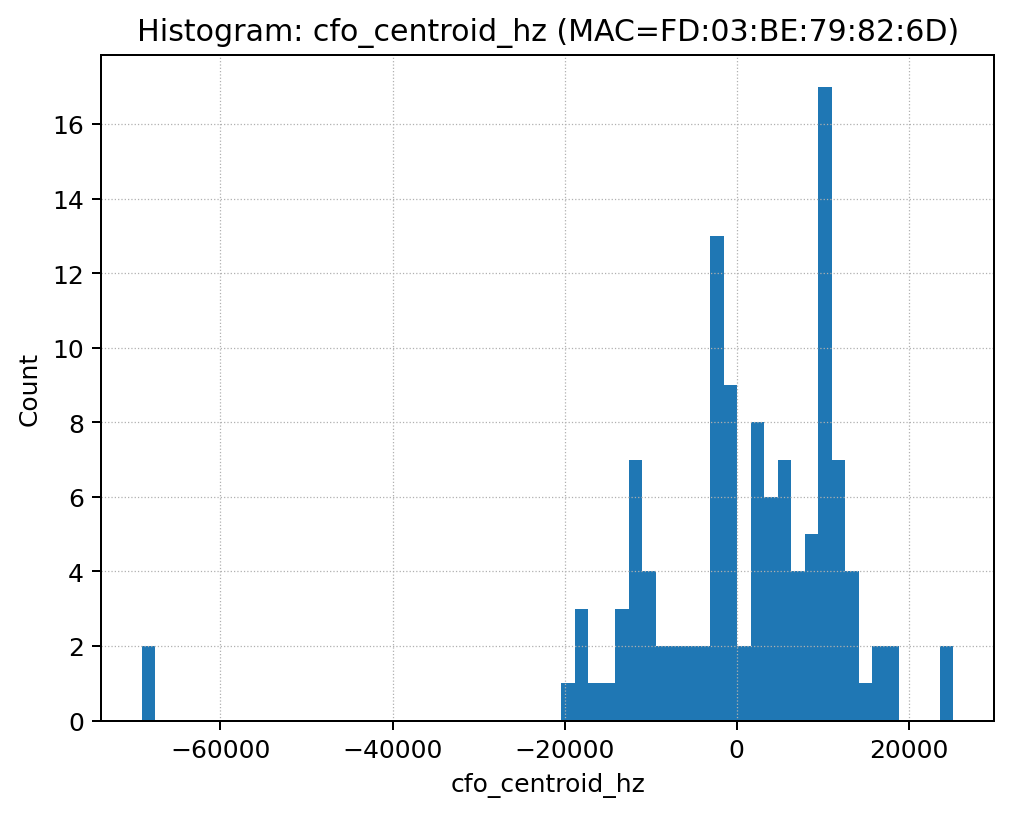 Histogram: cfo_centroid_hz (MAC=FD:03:BE:79:82:6D)
Count
16
14
12
10
8
6
4
2
0
−60000 −40000 −20000 0 20000
cfo_centroid_hz